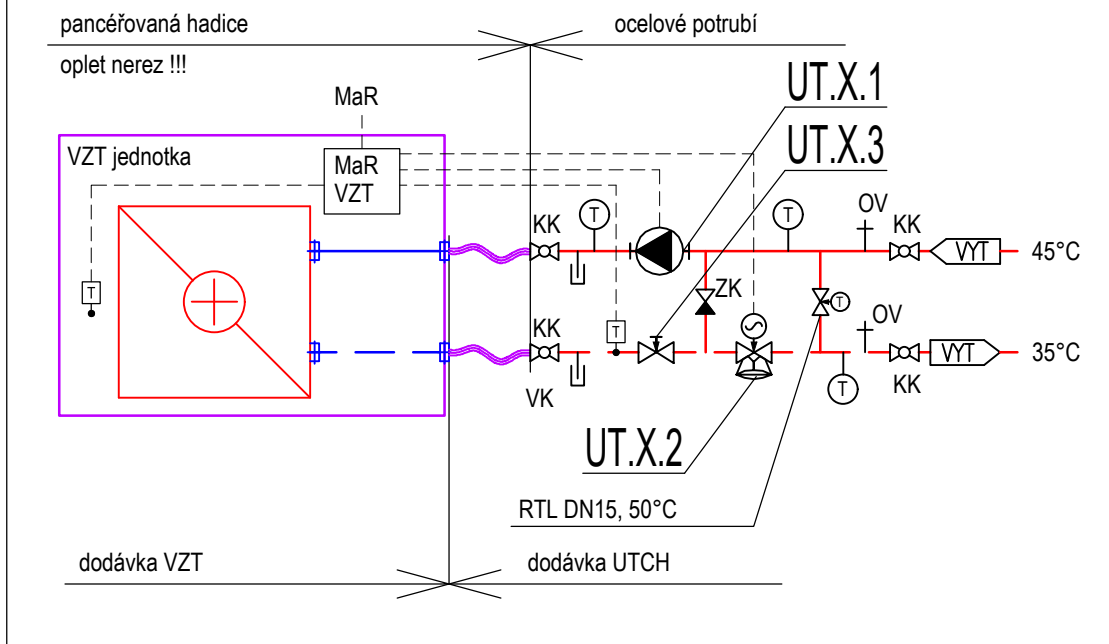 pancéřovaná hadice
ocelové potrubí
oplet nerez !!!
UT.X.1
MaR
UT.X.3
VZT jednotka
MaR
VZT
OV
KK
T
T
KK
VYT
45°C
T
ZK
T
KK
OV
VYT
35°C
T
T
KK
VK
UT.X.2
RTL DN15, 50°C
dodávka VZT
dodávka UTCH